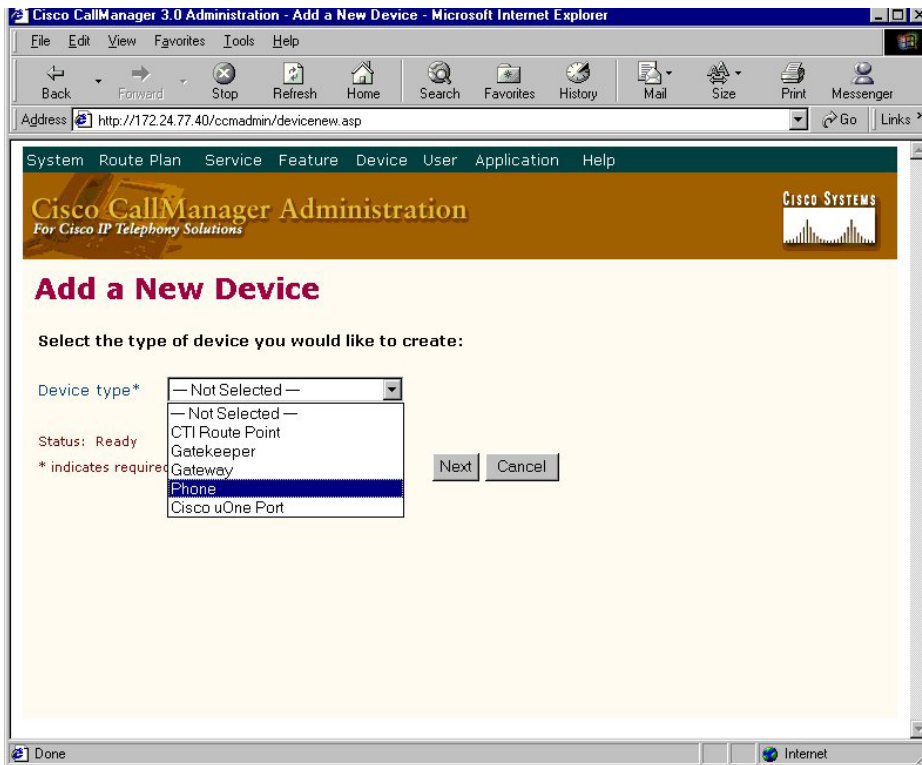 Cisco CallManager 3.0 Administration - Add a New Device - Microsoft Internet Explorer
File Edit View Favorites Tools Help
Back Forward Stop Refresh Home Search Favorites History Mail Size Print Messenger
Address http://172.24.77.40/ccmadmin/devicenew.asp Go Links
System Route Plan Service Feature Device User Application Help
Cisco CallManager Administration
For Cisco IP Telephony Solutions
CISCO SYSTEMS
Add a New Device
Select the type of device you would like to create:
Device type* — Not Selected —
— Not Selected —
CTI Route Point
Status: Ready
Gatekeeper
* indicates required
Gateway
Next Cancel
Phone
Cisco uOne Port
Done Internet